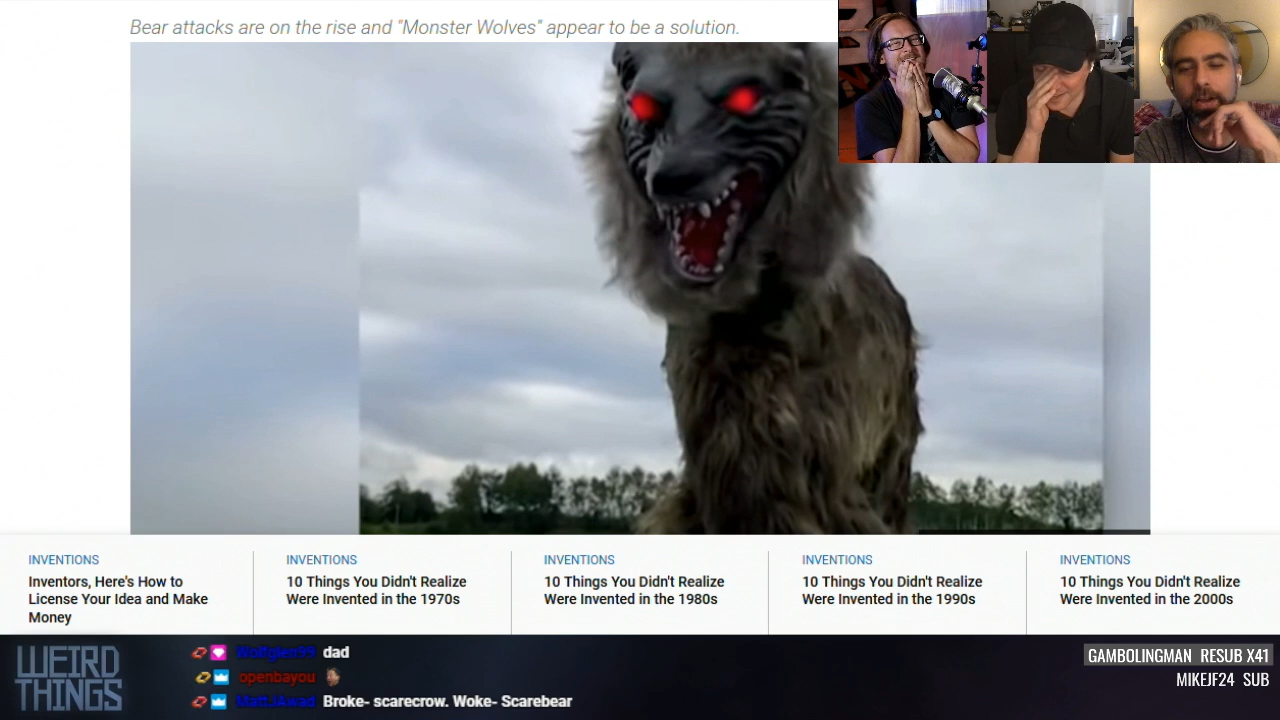 Bear attacks are on the rise and "Monster Wolves" appear to be a solution.
INVENTIONS
Inventors, Here's How to
License Your Idea and Make
Money
INVENTIONS
10 Things You Didn't Realize
Were Invented in the 1970s
INVENTIONS
10 Things You Didn't Realize
Were Invented in the 1980s
INVENTIONS
10 Things You Didn't Realize
Were Invented in the 1990s
INVENTIONS
10 Things You Didn't Realize
Were Invented in the 2000s
WEIRD
THINGS
Wolfglen99 dad
openbayou
MattJAwad Broke- scarecrow. Woke- Scarebear
GAMBOLINGMAN RESUB X41
MIKEJF24 SUB